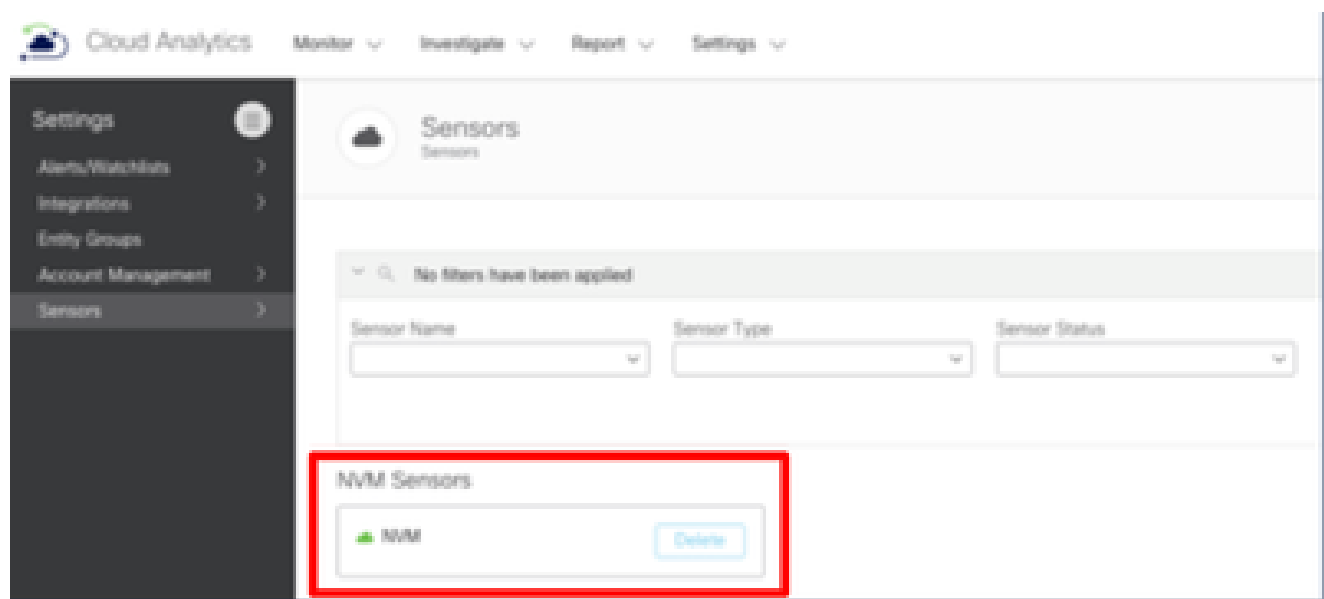 Cloud Analytics Monitor Investigate Report Settings
Settings
Alerts/Watchlists
Integrations
Entity Groups
Account Management
Sensors
Sensors
Sensors
No filters have been applied
Sensor Name Sensor Type Sensor Status
NVM Sensors
NVM Delete